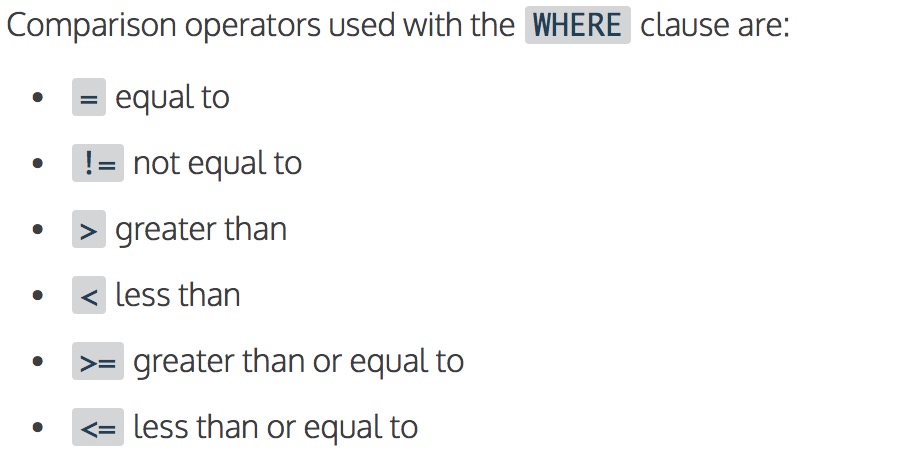 Comparison operators used with the WHERE clause are:
• = equal to
• != not equal to
• > greater than
• < less than
• >= greater than or equal to
• <= less than or equal to